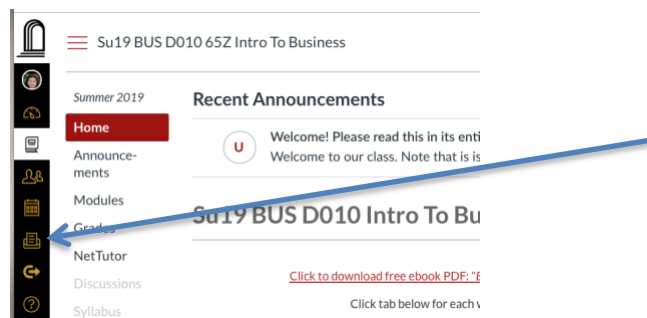 Su19 BUS D010 65Z Intro To Business
Summer 2019
Home
Announce-
ments
Modules
Grades
NetTutor
Discussions
Syllabus
Recent Announcements
U
Welcome! Please read this in its enti
Welcome to our class. Note that is is
Su19 BUS D010 Intro To Bu
Click to download free ebook PDF: "E
Click tab below for each w
?